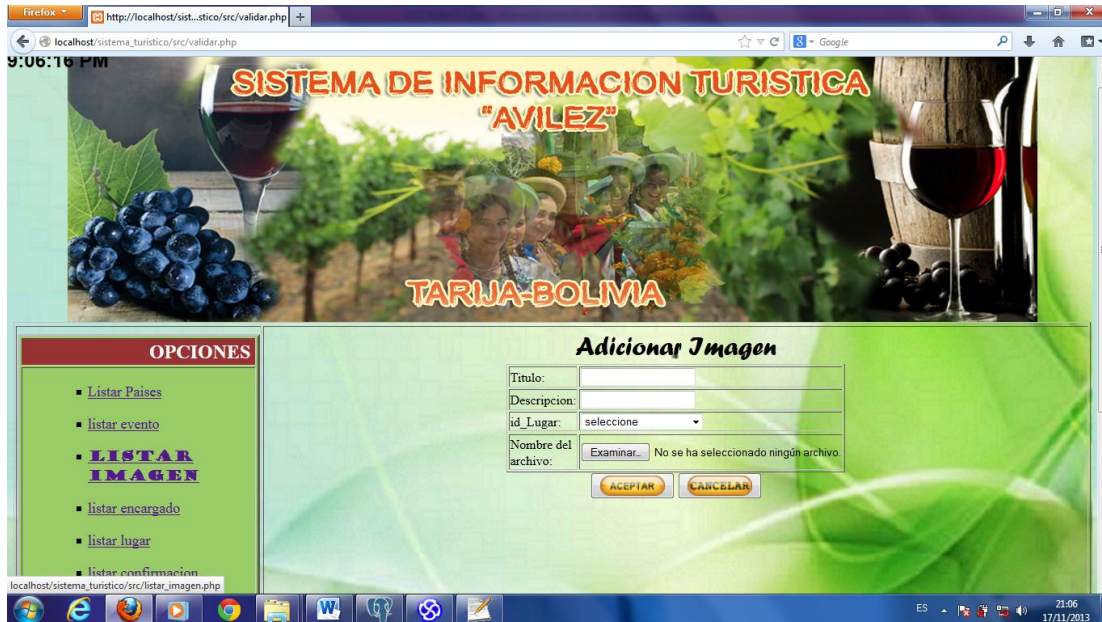 Firefox
http://localhost/sist...stico/src/validar.php
localhost/sistema_turistico/src/validar.php
Google
9:06:16 PM
SISTEMA DE INFORMACION TURISTICA
"AVILEZ"
TARIJA-BOLIVIA
OPCIONES
Listar Paises
listar evento
LISTAR
IMAGEN
listar encargado
listar lugar
listar confirmacion
Adicionar Imagen
Titulo:
Descripcion:
id_Lugar: seleccione
Nombre del
archivo:
Examinar... No se ha seleccionado ningún archivo.
ACEPTAR CANCELAR
localhost/sistema_turistico/src/listar_imagen.php
ES
21:06
17/11/2013